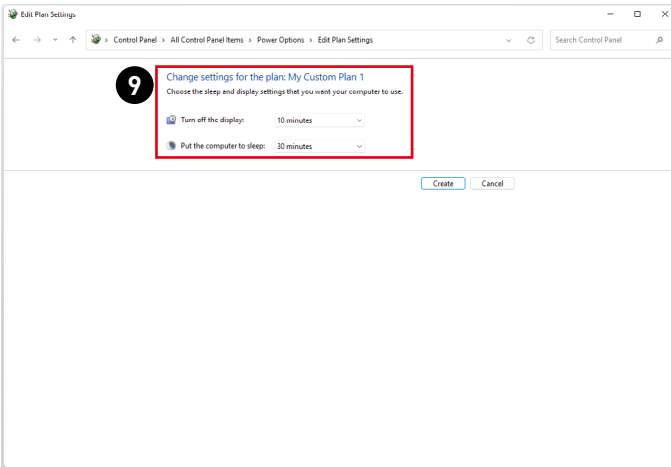 Edit Plan Settings
Control Panel > All Control Panel Items > Power Options > Edit Plan Settings
Search Control Panel
9
Change settings for the plan: My Custom Plan 1
Choose the sleep and display settings that you want your computer to use.
Turn off the display: 10 minutes
Put the computer to sleep: 30 minutes
Create Cancel